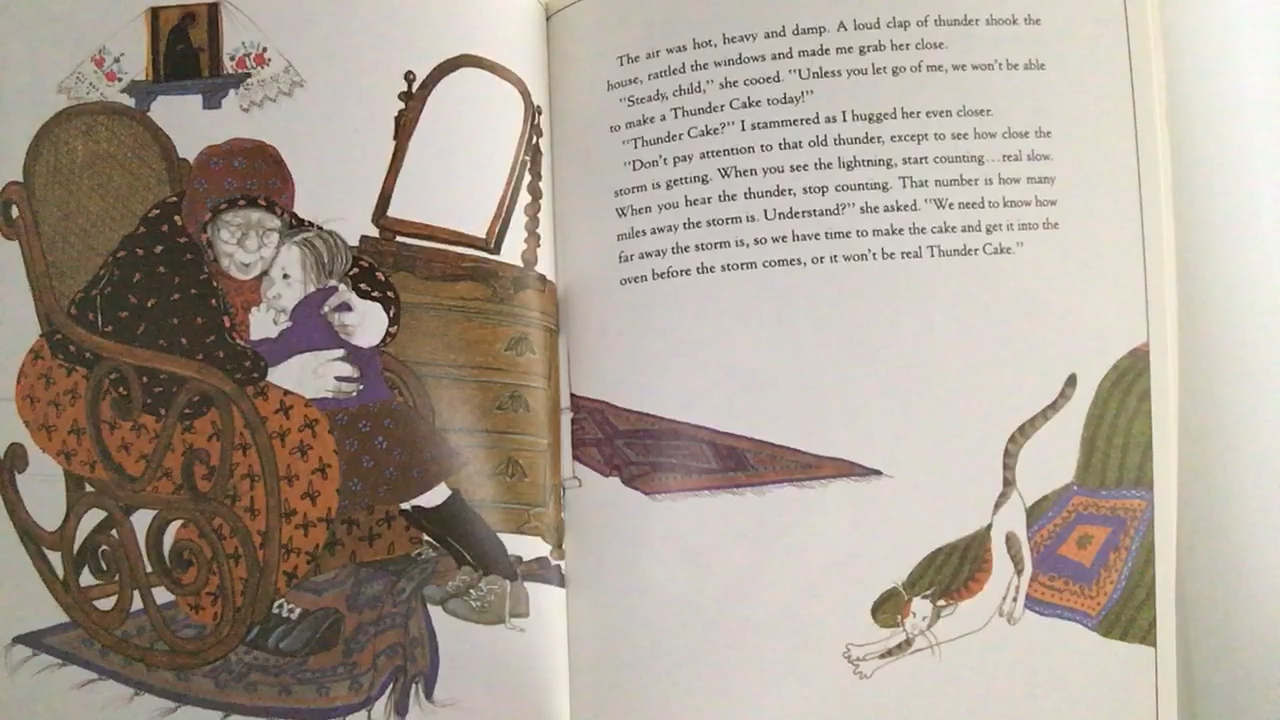 The air was hot, heavy and damp. A loud clap of thunder shook the
house, rattled the windows and made me grab her close.
"Steady, child," she cooed. "Unless you let go of me, we won't be able
to make a Thunder Cake today!"
"Thunder Cake?" I stammered as I hugged her even closer.
"Don't pay attention to that old thunder, except to see how close the
storm is getting. When you see the lightning, start counting...real slow.
When you hear the thunder, stop counting. That number is how many
miles away the storm is. Understand?" she asked. "We need to know how
far away the storm is, so we have time to make the cake and get it into the
oven before the storm comes, or it won't be real Thunder Cake."